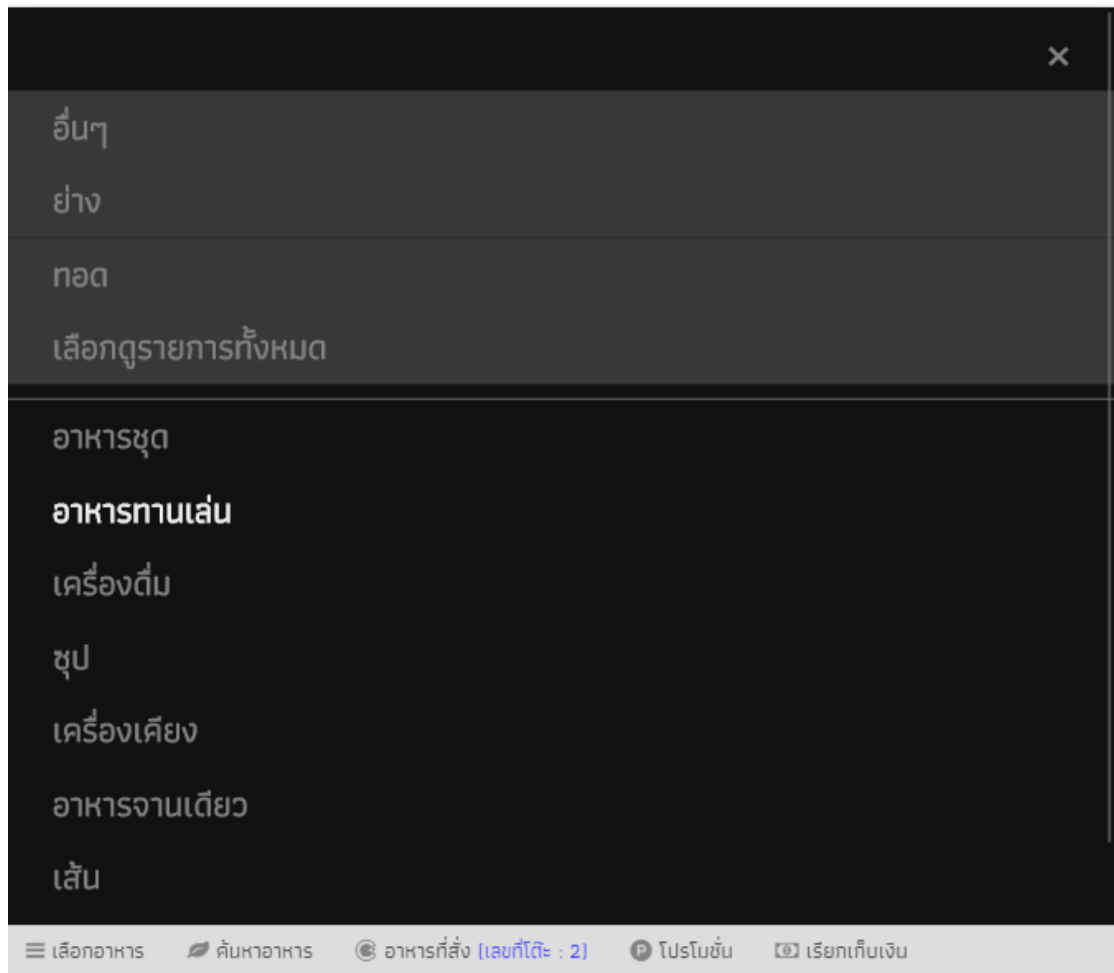 อื่นๆ
ย่าง
ทอด
เลือกดูรายการทั้งหมด
อาหารชุด
อาหารทานเล่น
เครื่องดื่ม
ซุป
เครื่องเคียง
อาหารจานเดียว
เส้น
เลือกอาหาร ค้นหาอาหาร อาหารที่สั่ง (เลขที่โต๊ะ : 2) โปรโมชั่น เรียกเก็บเงิน